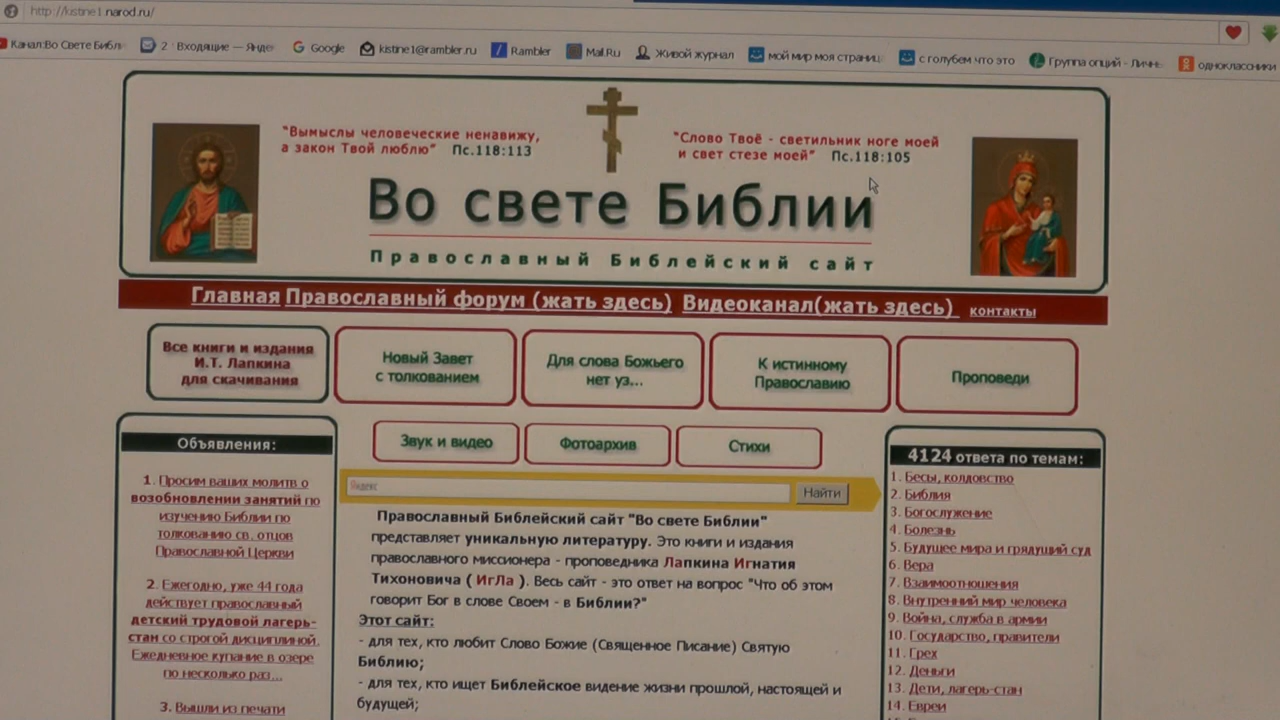 http://kistine1.narod.ru/
Канал:Во Свете Библ
2 Входящие — Янде
Google
kistine1@rambler.ru
Rambler
Mail.Ru
Живой журнал
мой мир моя страниц
с голубем что это
Группа опций - Личн
одноклассники
"Вымыслы человеческие ненавижу,
а закон Твой люблю" Пс.118:113
"Слово Твоё - светильник ноге моей
и свет стезе моей" Пс.118:105
Во свете Библии
Православный Библейский сайт
Главная Православный форум (жать здесь) Видеоканал(жать здесь) контакты
Все книги и издания
И.Т. Лапкина
для скачивания
Новый Завет
с толкованием
Для слова Божьего
нет уз...
К истинному
Православию
Проповеди
Звук и видео
Фотоархив
Стихи
Объявления:
1. Просим ваших молитв о
возобновлении занятий по
изучению Библии по
толкованию св. отцов
Православной Церкви
2. Ежегодно, уже 44 года
действует православный
детский трудовой лагерь-
стан со строгой дисциплиной.
Ежедневное купание в озере
по несколько раз...
3. Вышли из печати
Яндекс
Найти
Православный Библейский сайт "Во свете Библии"
представляет уникальную литературу. Это книги и издания
православного миссионера - проповедника Лапкина Игнатия
Тихоновича ( ИгЛа ). Весь сайт - это ответ на вопрос "Что об этом
говорит Бог в слове Своем - в Библии?"
Этот сайт:
- для тех, кто любит Слово Божие (Священное Писание) Святую
Библию;
- для тех, кто ищет Библейское видение жизни прошлой, настоящей и
будущей;
4124 ответа по темам:
1. Бесы, колдовство
2. Библия
3. Богослужение
4. Болезнь
5. Будущее мира и грядущий суд
6. Вера
7. Взаимоотношения
8. Внутренний мир человека
9. Война, служба в армии
10. Государство, правители
11. Грех
12. Деньги
13. Дети, лагерь-стан
14. Евреи